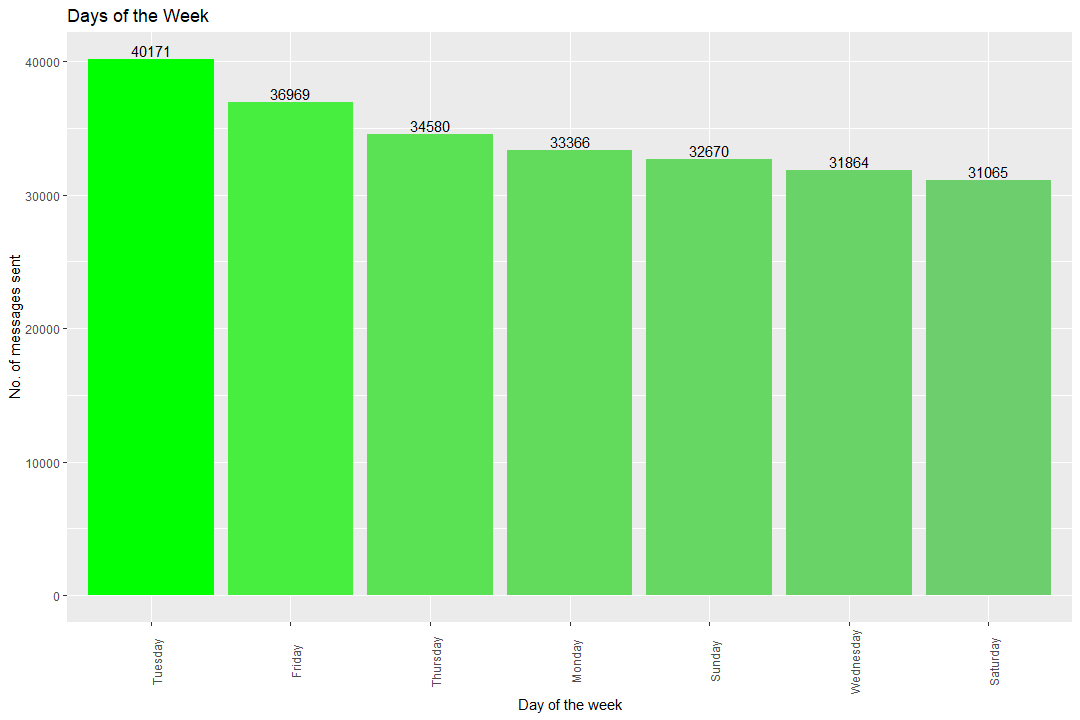 Days of the Week
No. of messages sent
40000
30000
20000
10000
0
40171
36969
34580
33366
32670
31864
31065
Tuesday
Friday
Thursday
Monday
Sunday
Wednesday
Saturday
Day of the week